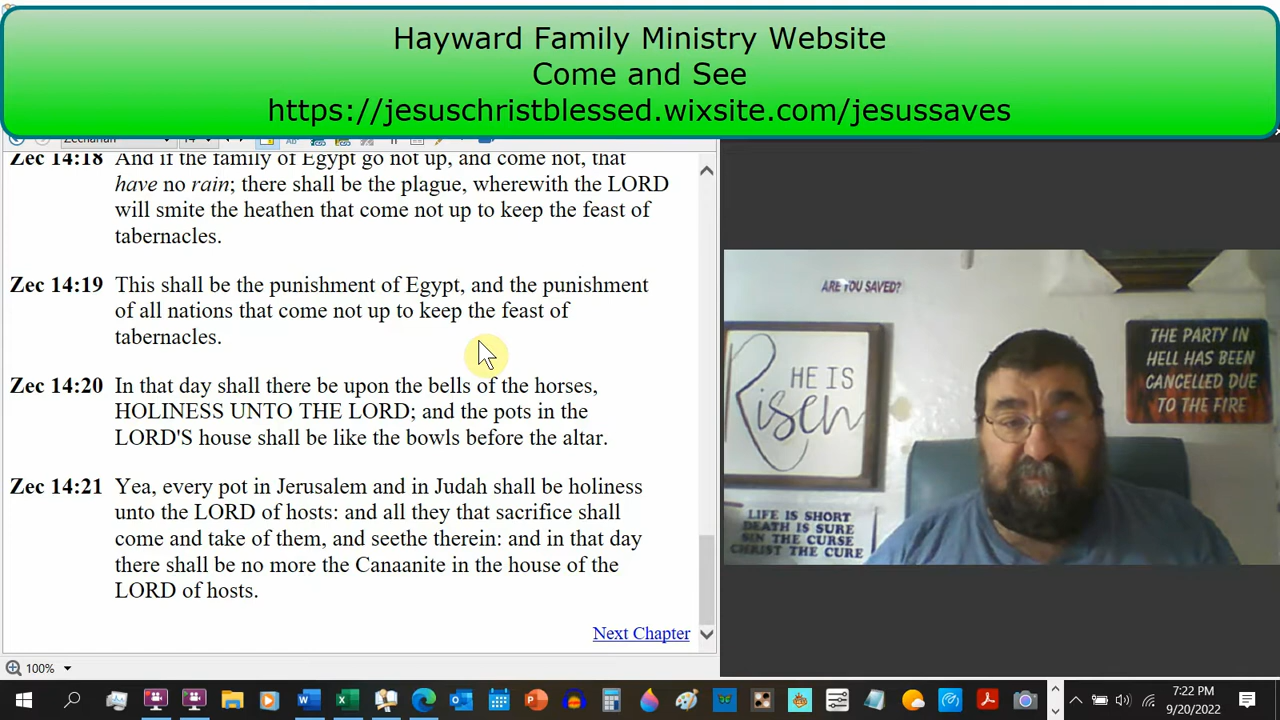 Hayward Family Ministry Website
Come and See
https://jesuschristblessed.wixsite.com/jesussaves
Zec 14:18 And if the family of Egypt go not up, and come not, that
have no rain; there shall be the plague, wherewith the LORD
will smite the heathen that come not up to keep the feast of
tabernacles.
Zec 14:19 This shall be the punishment of Egypt, and the punishment
of all nations that come not up to keep the feast of
tabernacles.
Zec 14:20 In that day shall there be upon the bells of the horses,
HOLINESS UNTO THE LORD; and the pots in the
LORD'S house shall be like the bowls before the altar.
Zec 14:21 Yea, every pot in Jerusalem and in Judah shall be holiness
unto the LORD of hosts: and all they that sacrifice shall
come and take of them, and seethe therein: and in that day
there shall be no more the Canaanite in the house of the
LORD of hosts.
Next Chapter
100%
ARE YOU SAVED?
HE IS
Risen
THE PARTY IN
HELL HAS BEEN
CANCELLED DUE
TO THE FIRE
LIFE IS SHORT
DEATH IS SURE
SIN THE CURSE
CHRIST THE CURE
7:22 PM
9/20/2022